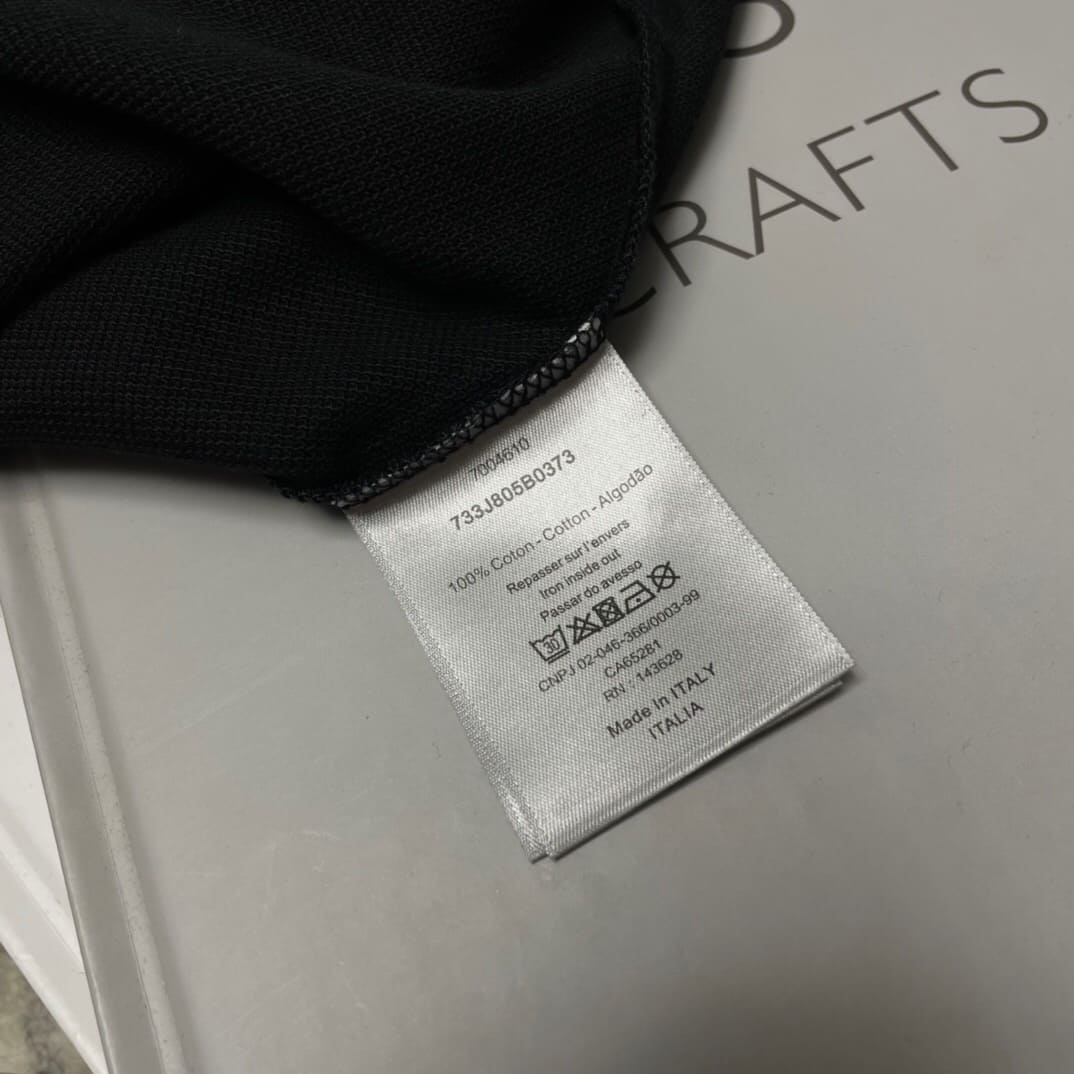 CRAFTS
7004610
733J805B0373
100% Coton - Cotton - Algodão
Repasser sur l'envers
Iron inside out
Passar do avesso
30
CNPJ 02-046-366/0003-99
CA65281
RN : 143628
Made In ITALY
ITALIA